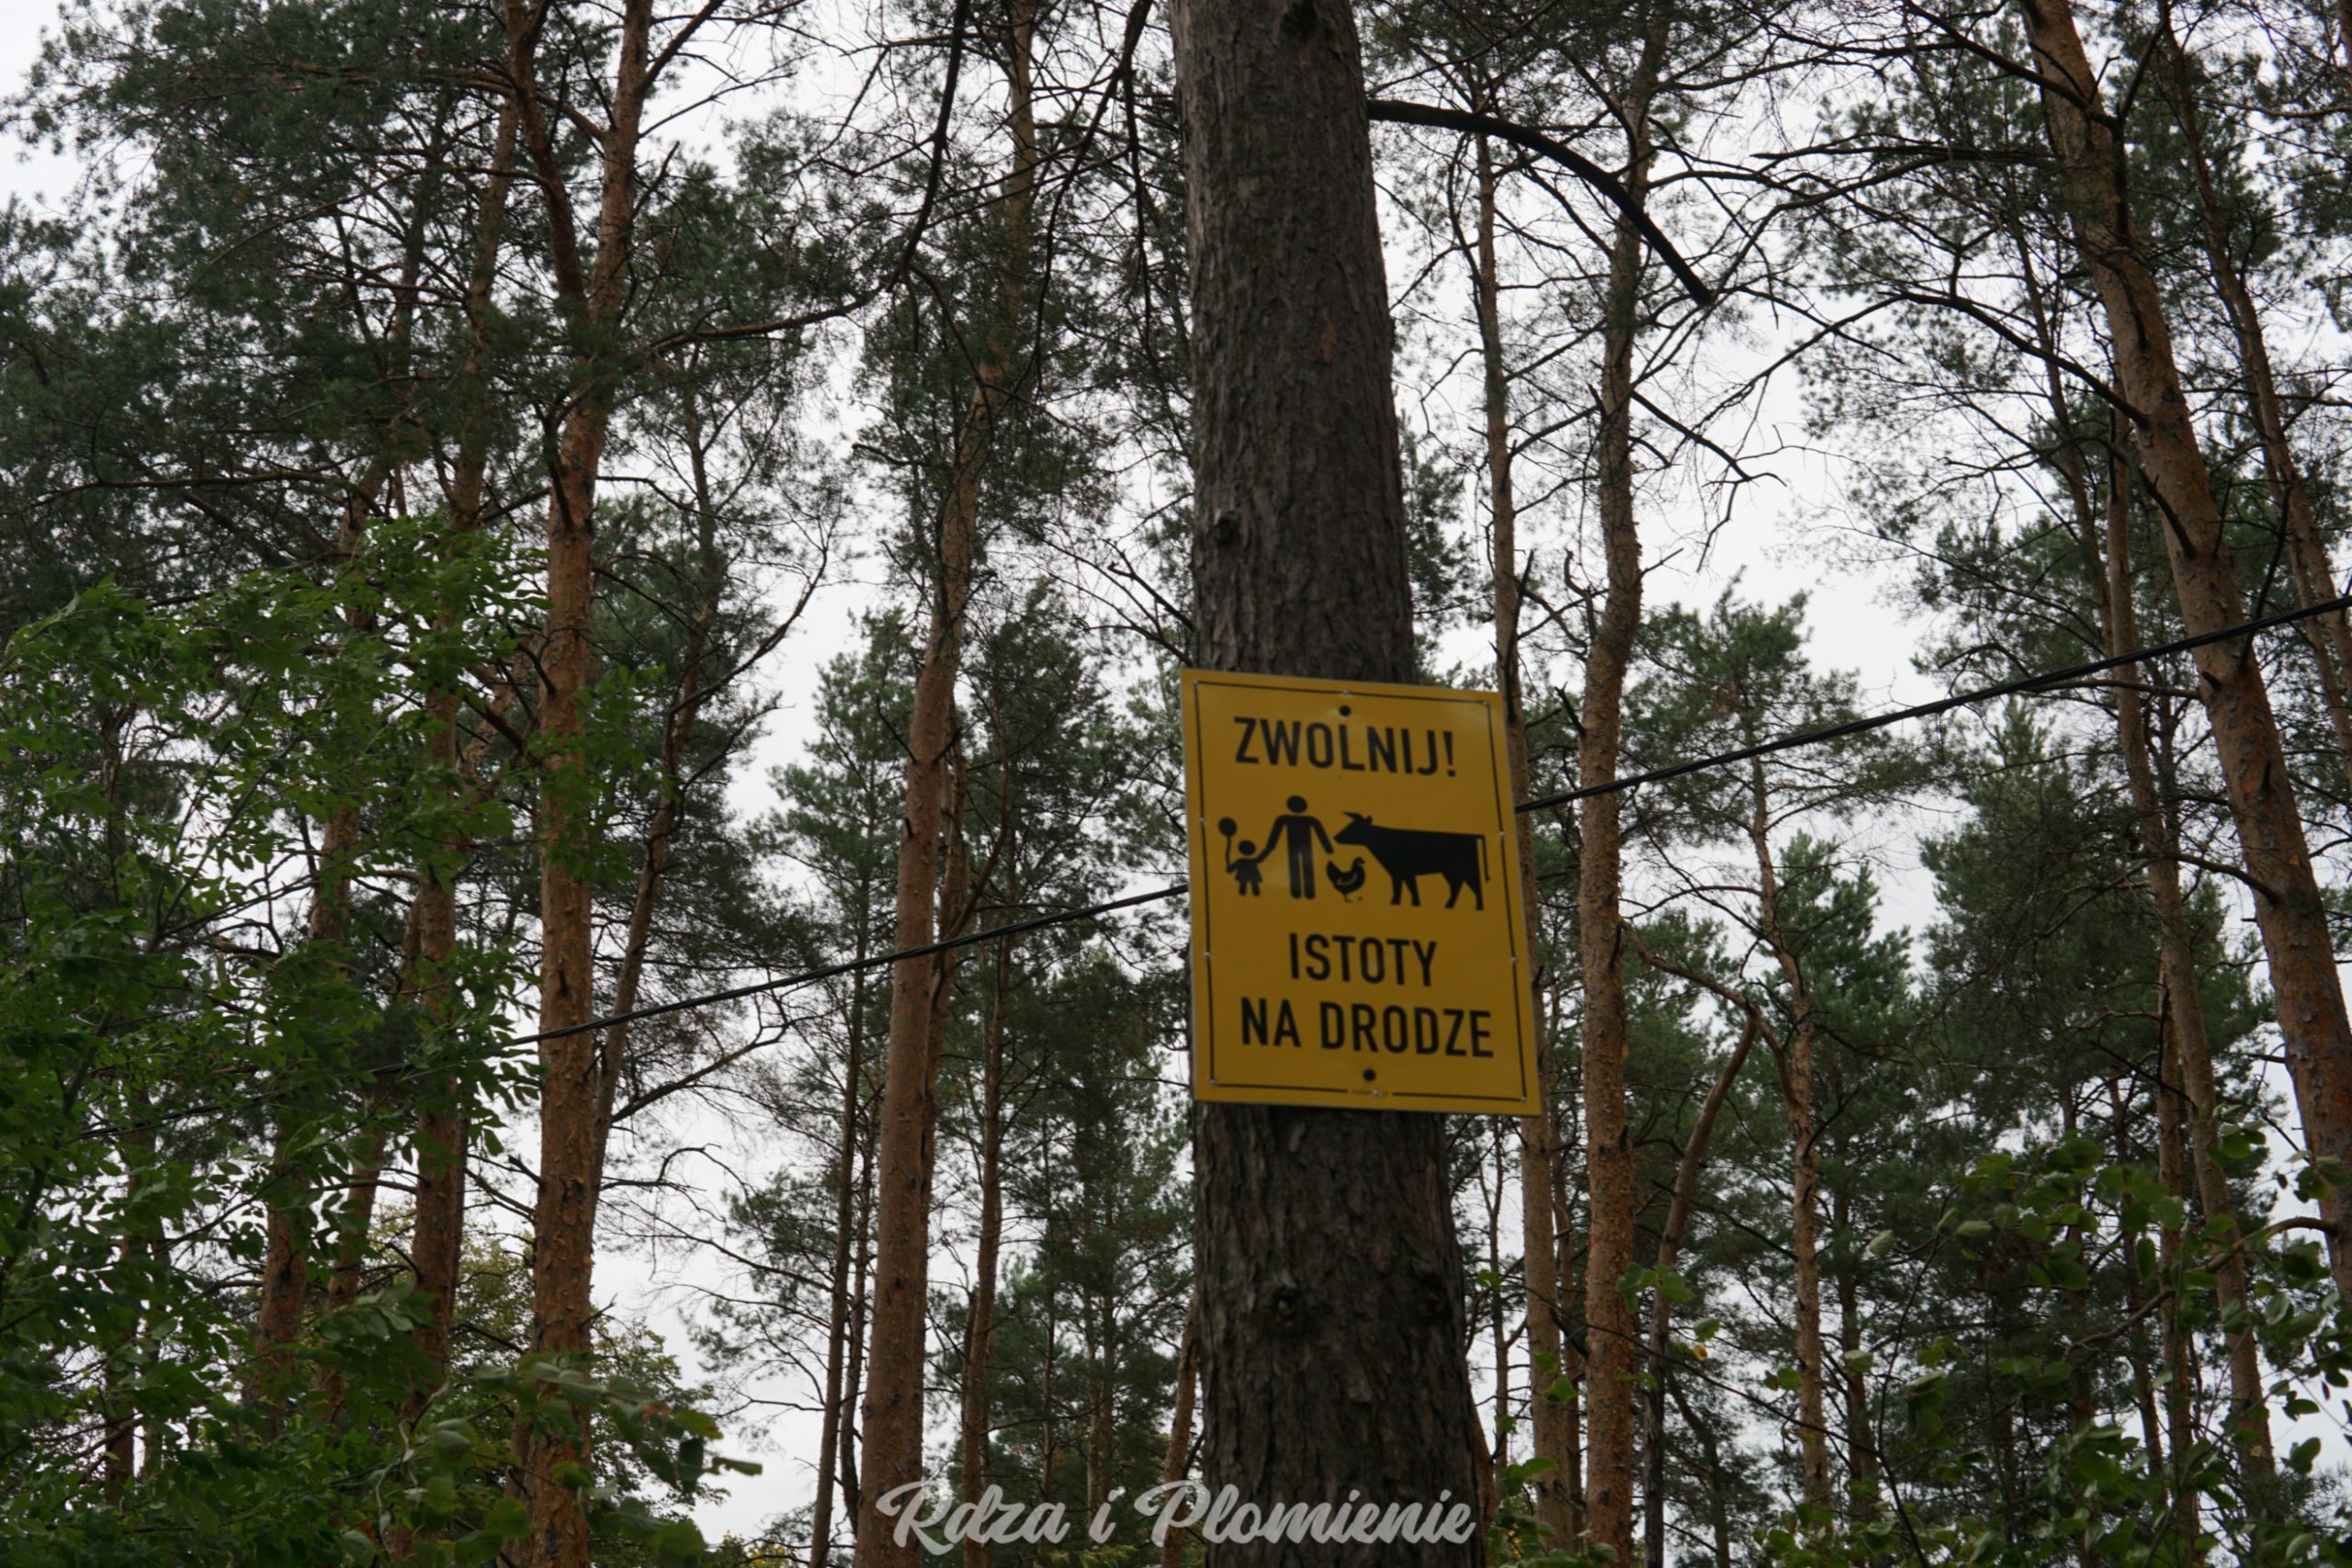 ZWOLNIJ!
ISTOTY
NA DRODZE
Rdza i Płomienie